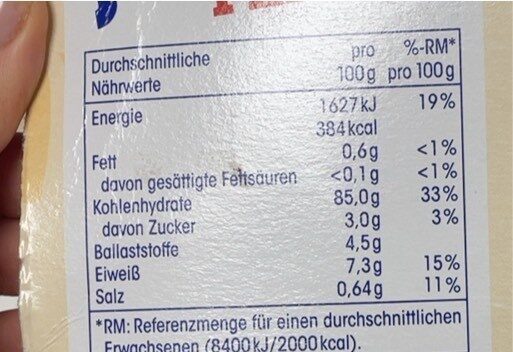 Durchschnittliche pro %-RM*
Nährwerte 100g pro 100g
Energie 1627kJ 19%
384kcal
Fett 0,6g <1%
davon gesättigte Fettsäuren <0,1g <1%
Kohlenhydrate 85,0g 33%
davon Zucker 3,0g 3%
Ballaststoffe 4,5g
Eiweiß 7,3g 15%
Salz 0,64g 11%
*RM: Referenzmenge für einen durchschnittlichen
Erwachsenen (8400kJ/2000kcal).